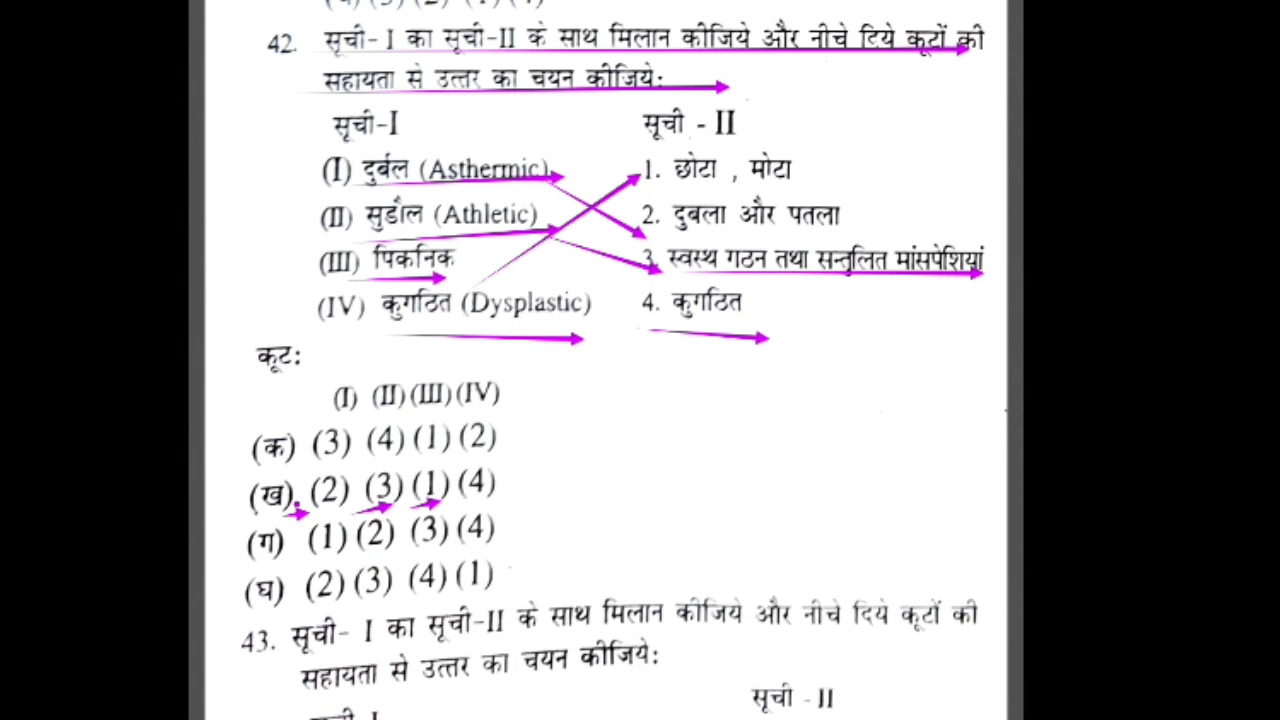 42. सूची- I का सूची-II के साथ मिलान कीजिये और नीचे दिये कूटों की
सहायता से उत्तर का चयन कीजिये:
सूची-I सूची - II
(I) दुर्बल (Asthermic) 1. छोटा , मोटा
(II) सुडौल (Athletic) 2. दुबला और पतला
(III) पिकनिक 3. स्वस्थ गठन तथा सन्तुलित मांसपेशियां
(IV) कुगठित (Dysplastic) 4. कुगठित
कूट:
(I) (II) (III) (IV)
(क) (3) (4) (1) (2)
(ख). (2) (3) (1) (4)
(ग) (1) (2) (3) (4)
(घ) (2) (3) (4) (1)
43. सूची- I का सूची-II के साथ मिलान कीजिये और नीचे दिये कूटों की
सहायता से उत्तर का चयन कीजिये:
सूची - II